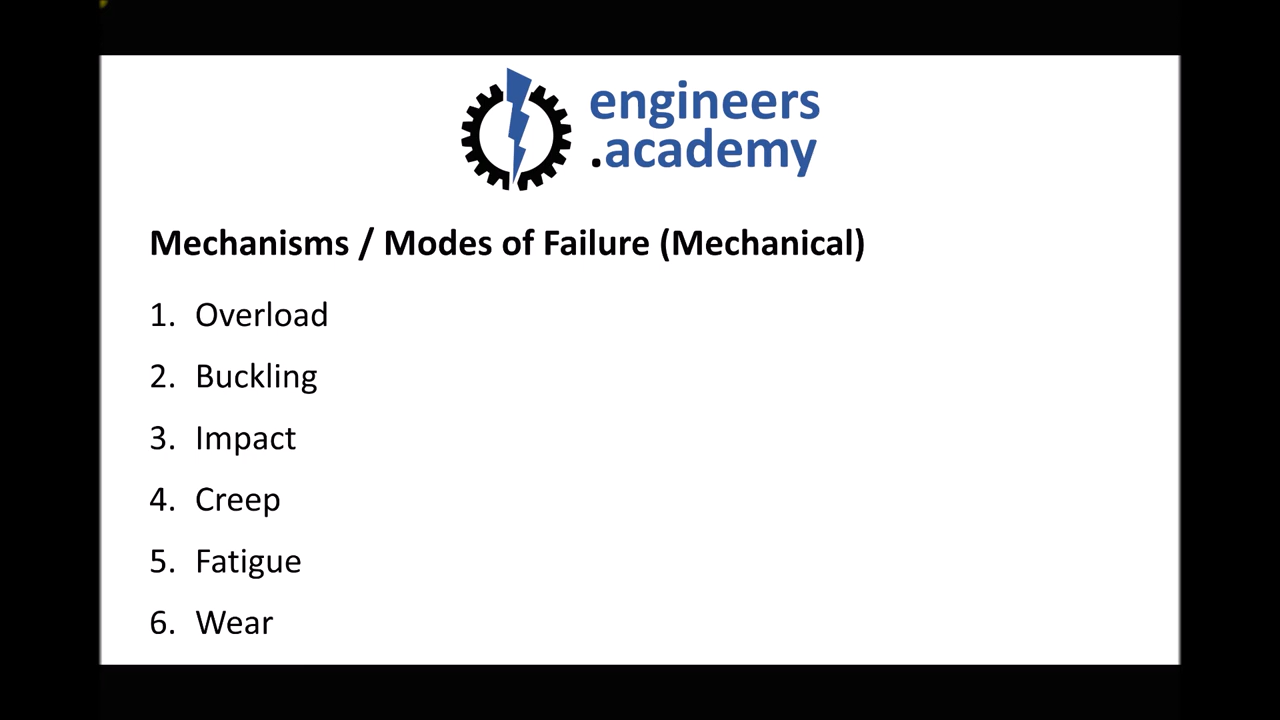 engineers
.academy
Mechanisms / Modes of Failure (Mechanical)
1. Overload
2. Buckling
3. Impact
4. Creep
5. Fatigue
6. Wear